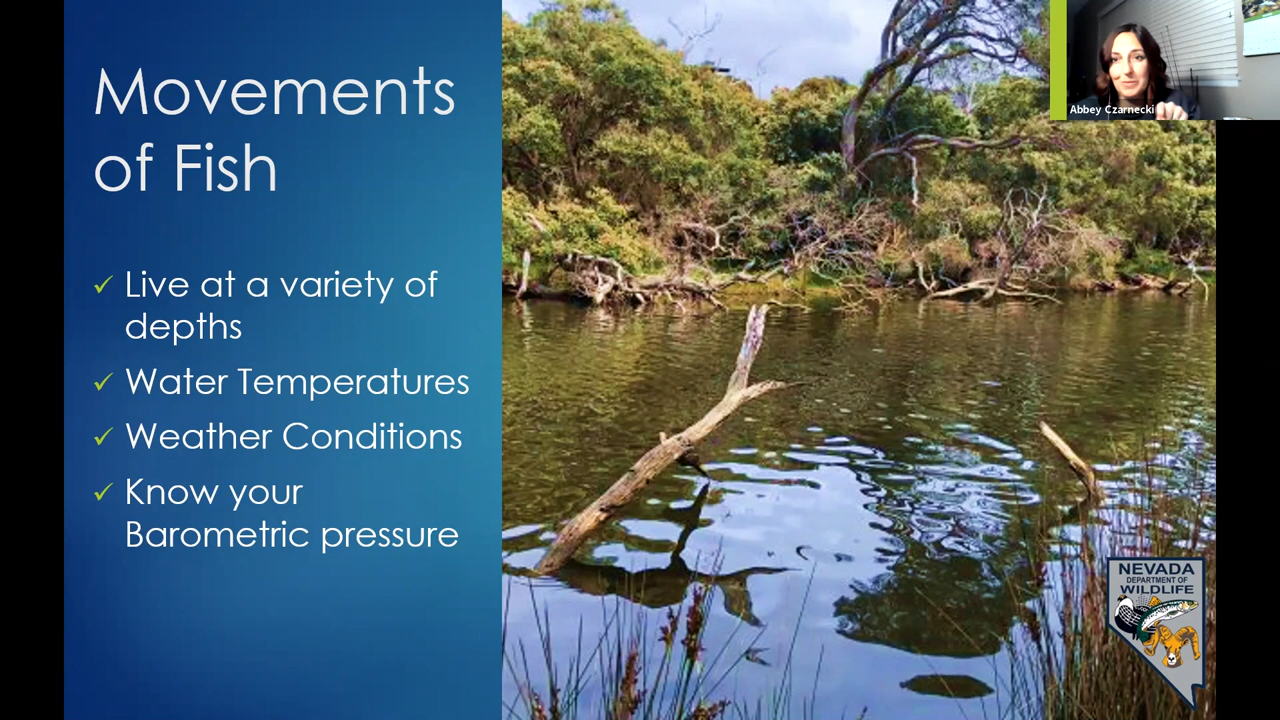 Movements
of Fish
Live at a variety of
depths
Water Temperatures
Weather Conditions
Know your
Barometric pressure
Abbey Czarnecki
NEVADA
DEPARTMENT OF
WILDLIFE